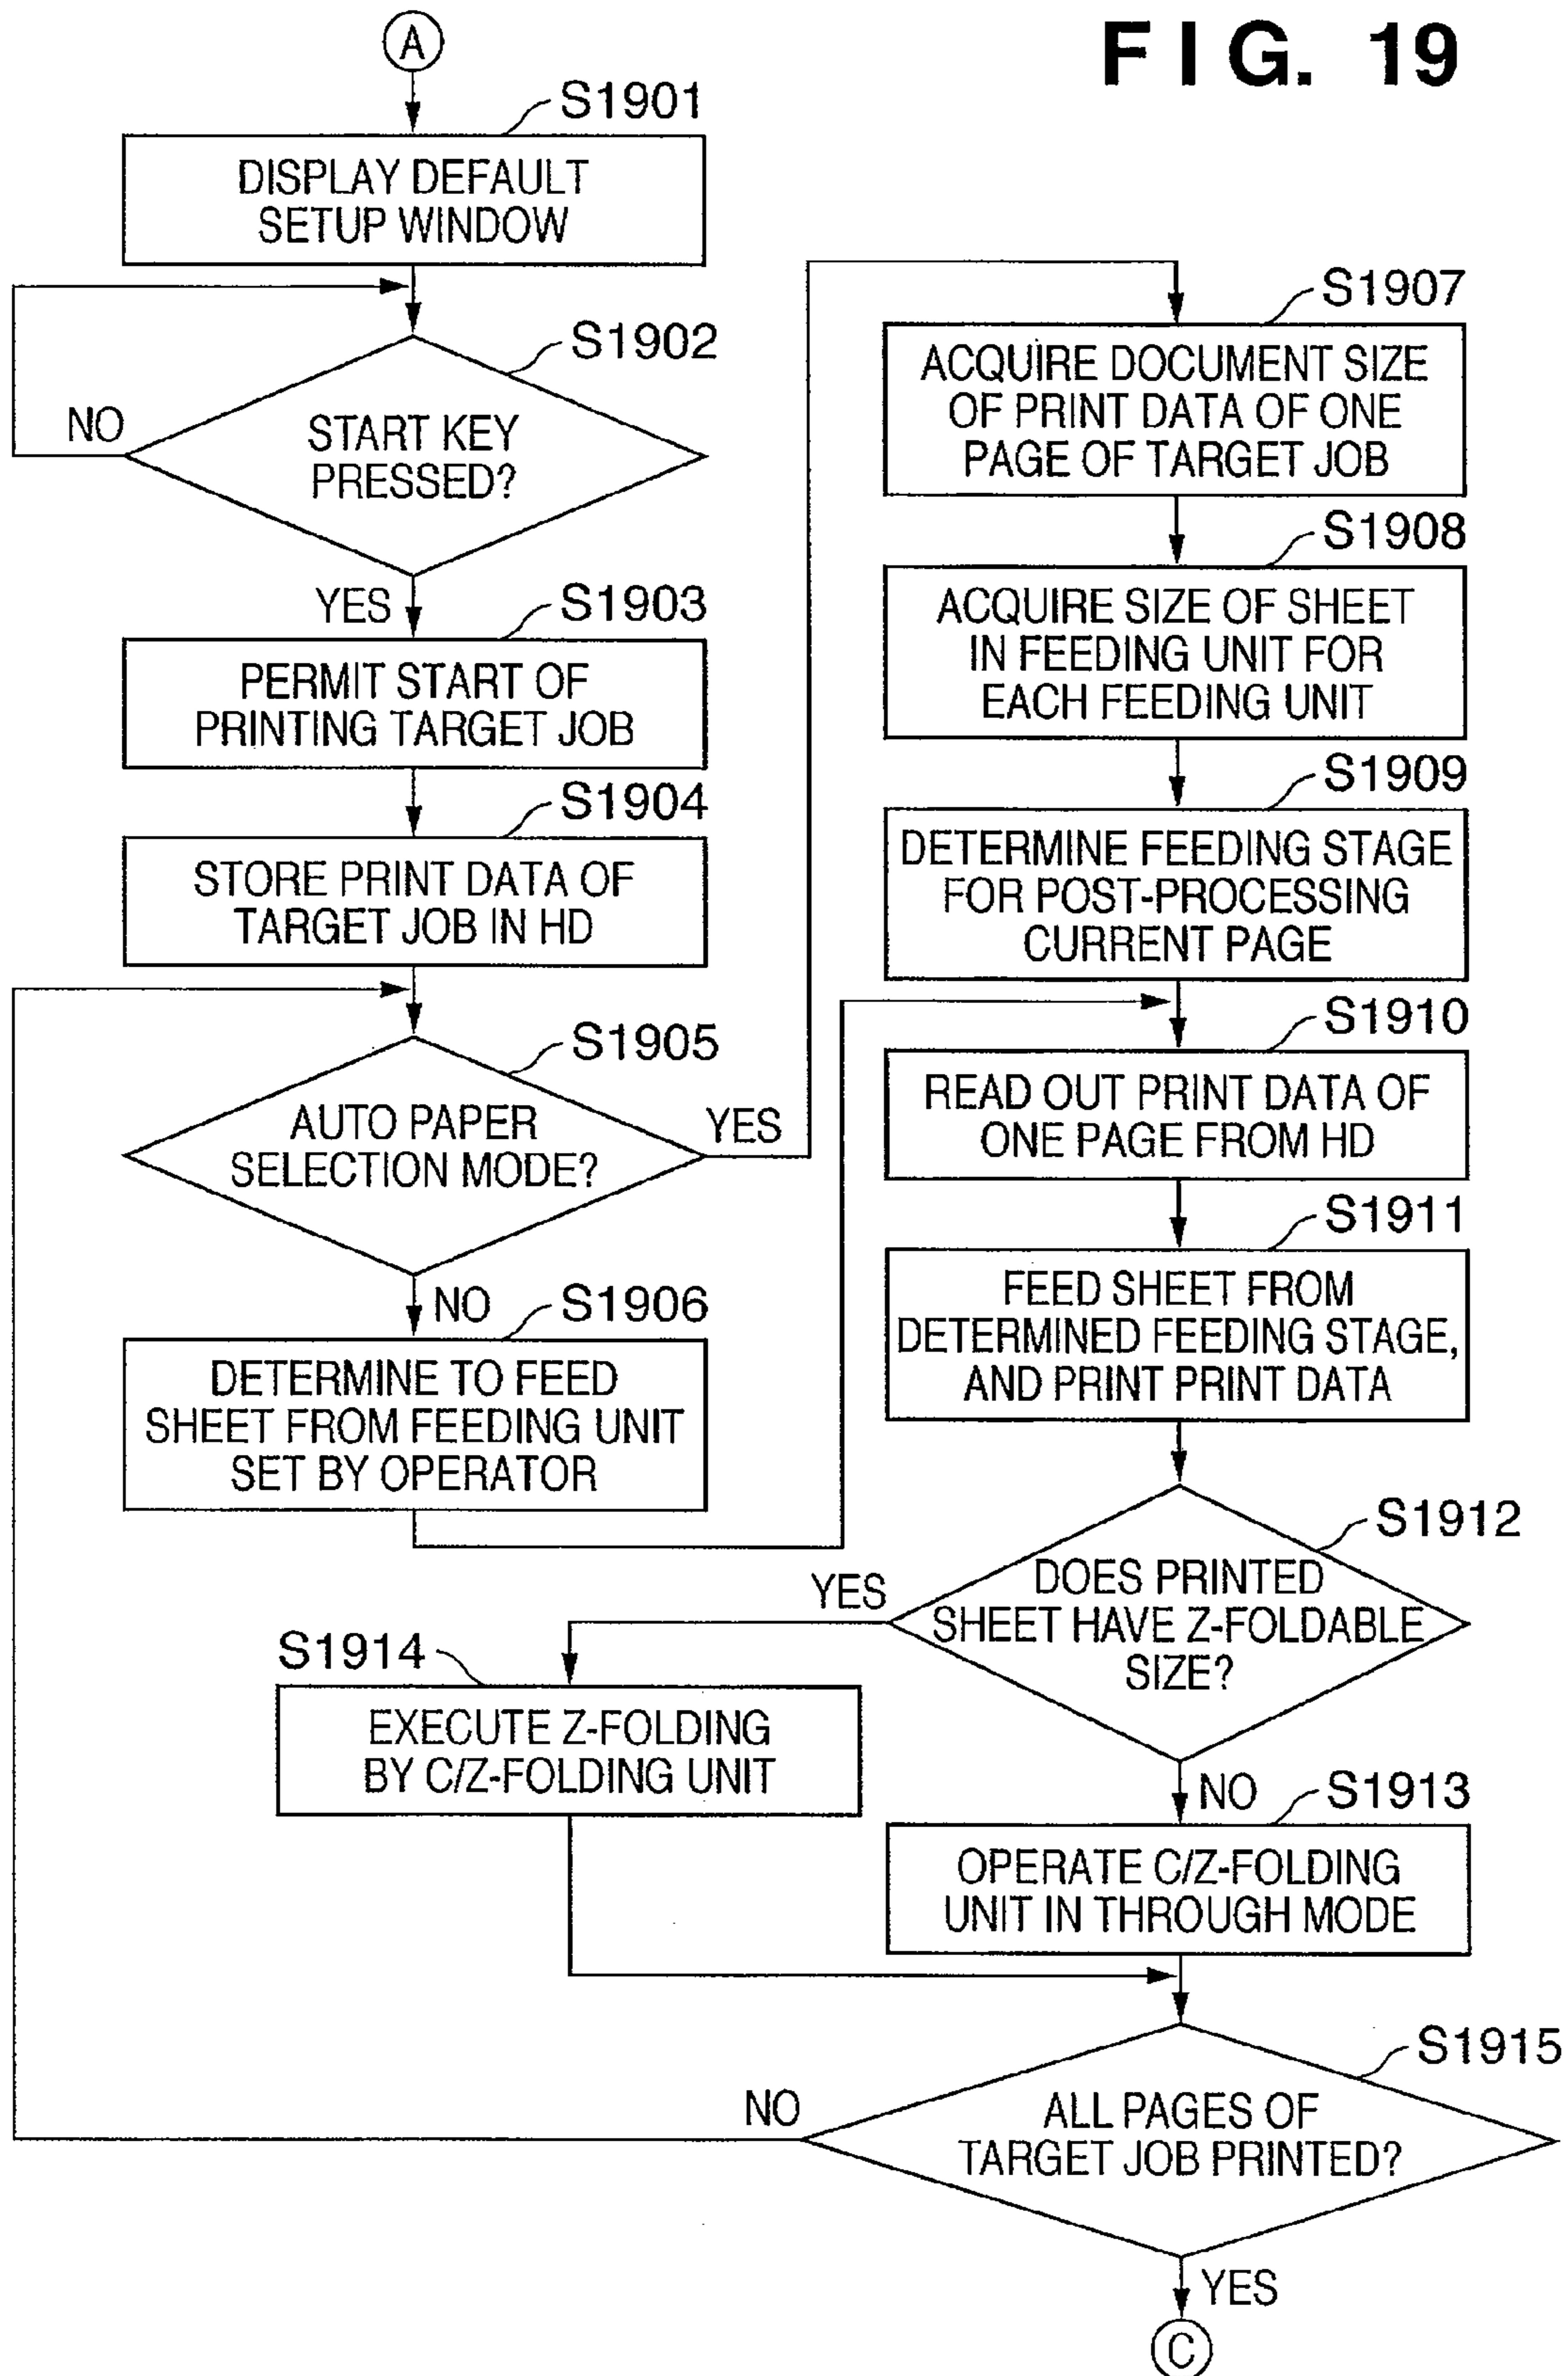 FIG. 19
A
S1901
DISPLAY DEFAULT
SETUP WINDOW
S1902
NO
START KEY
PRESSED?
YES
S1903
PERMIT START OF
PRINTING TARGET JOB
S1904
STORE PRINT DATA OF
TARGET JOB IN HD
S1905
AUTO PAPER
SELECTION MODE?
YES
NO
S1906
DETERMINE TO FEED
SHEET FROM FEEDING UNIT
SET BY OPERATOR
S1907
ACQUIRE DOCUMENT SIZE
OF PRINT DATA OF ONE
PAGE OF TARGET JOB
S1908
ACQUIRE SIZE OF SHEET
IN FEEDING UNIT FOR
EACH FEEDING UNIT
S1909
DETERMINE FEEDING STAGE
FOR POST-PROCESSING
CURRENT PAGE
S1910
READ OUT PRINT DATA OF
ONE PAGE FROM HD
S1911
FEED SHEET FROM
DETERMINED FEEDING STAGE,
AND PRINT PRINT DATA
S1912
DOES PRINTED
SHEET HAVE Z-FOLDABLE
SIZE?
YES
S1914
EXECUTE Z-FOLDING
BY C/Z-FOLDING UNIT
NO
S1913
OPERATE C/Z-FOLDING
UNIT IN THROUGH MODE
S1915
NO
ALL PAGES OF
TARGET JOB PRINTED?
YES
C